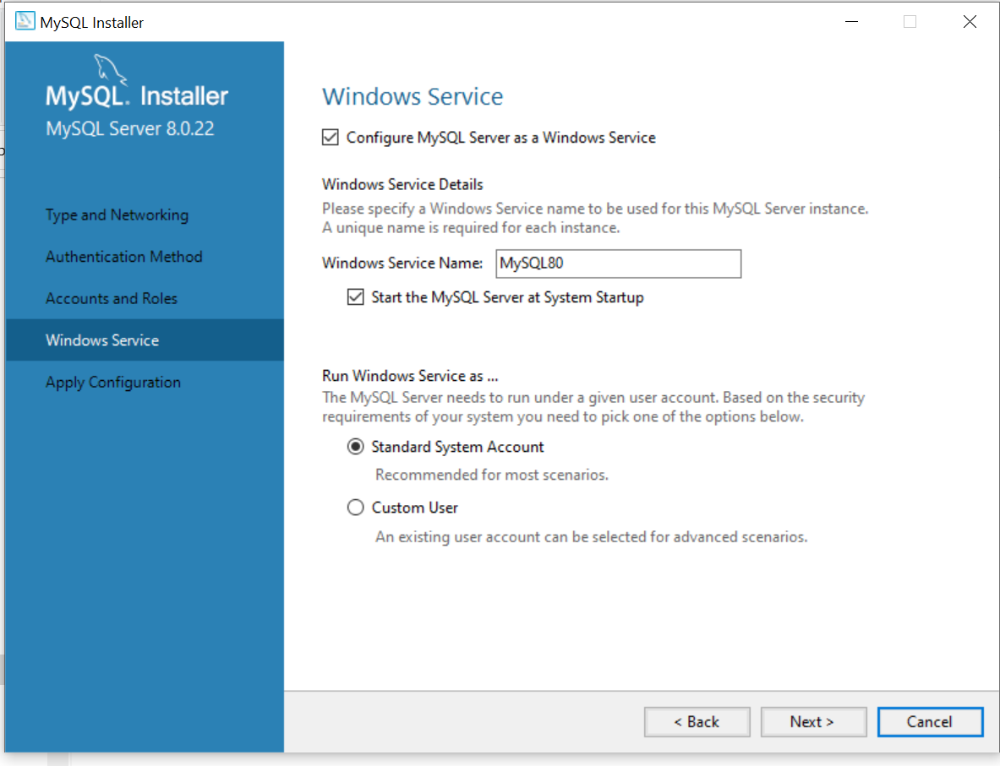 MySQL Installer
MySQL. Installer
MySQL Server 8.0.22
Type and Networking
Authentication Method
Accounts and Roles
Windows Service
Apply Configuration
Windows Service
Configure MySQL Server as a Windows Service
Windows Service Details
Please specify a Windows Service name to be used for this MySQL Server instance.
A unique name is required for each instance.
Windows Service Name: MySQL80
Start the MySQL Server at System Startup
Run Windows Service as ...
The MySQL Server needs to run under a given user account. Based on the security
requirements of your system you need to pick one of the options below.
Standard System Account
Recommended for most scenarios.
Custom User
An existing user account can be selected for advanced scenarios.
< Back Next > Cancel